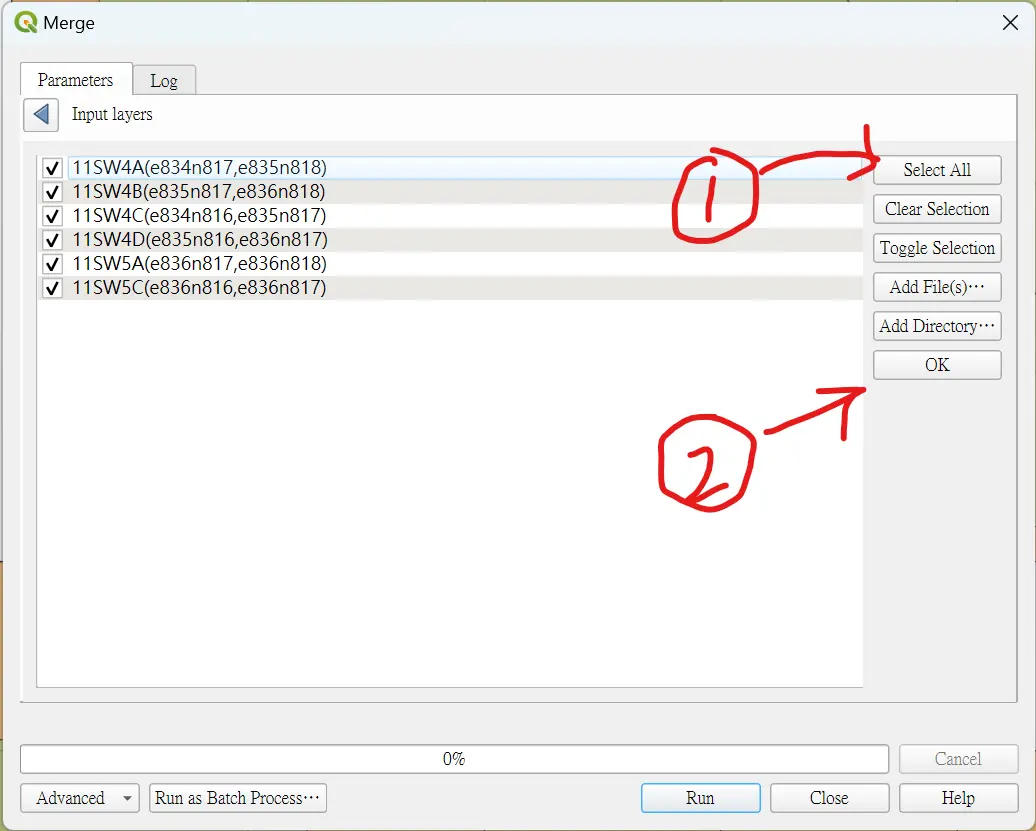 Merge
Parameters
Log
Input layers
11SW4A(e834n817,e835n818)
11SW4B(e835n817,e836n818)
11SW4C(e834n816,e835n817)
11SW4D(e835n816,e836n817)
11SW5A(e836n817,e836n818)
11SW5C(e836n816,e836n817)
1
Select All
Clear Selection
Toggle Selection
Add File(s)⋯
Add Directory⋯
OK
2
0%
Cancel
Advanced
Run as Batch Process⋯
Run
Close
Help